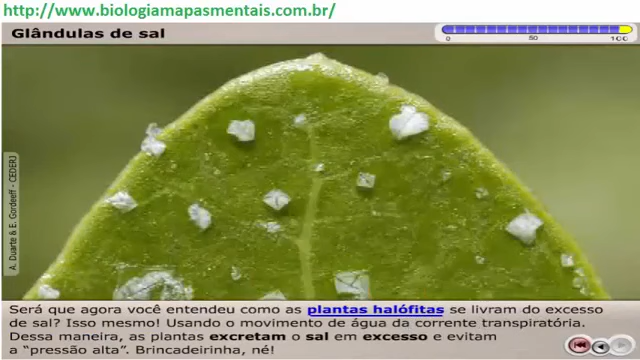 http://www.biologiamapasmentais.com.br/
Glândulas de sal
0 50 100
A. Duarte & E. Gordeeff - CEDERJ
Será que agora você entendeu como as plantas halófitas se livram do excesso
de sal? Isso mesmo! Usando o movimento de água da corrente transpiratória.
Dessa maneira, as plantas excretam o sal em excesso e evitam
a “pressão alta”. Brincadeirinha, né!